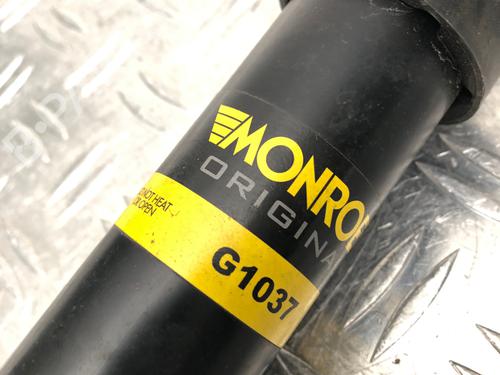 MONROE
ORIGINA
G1037
NOT HEAT
OPEN